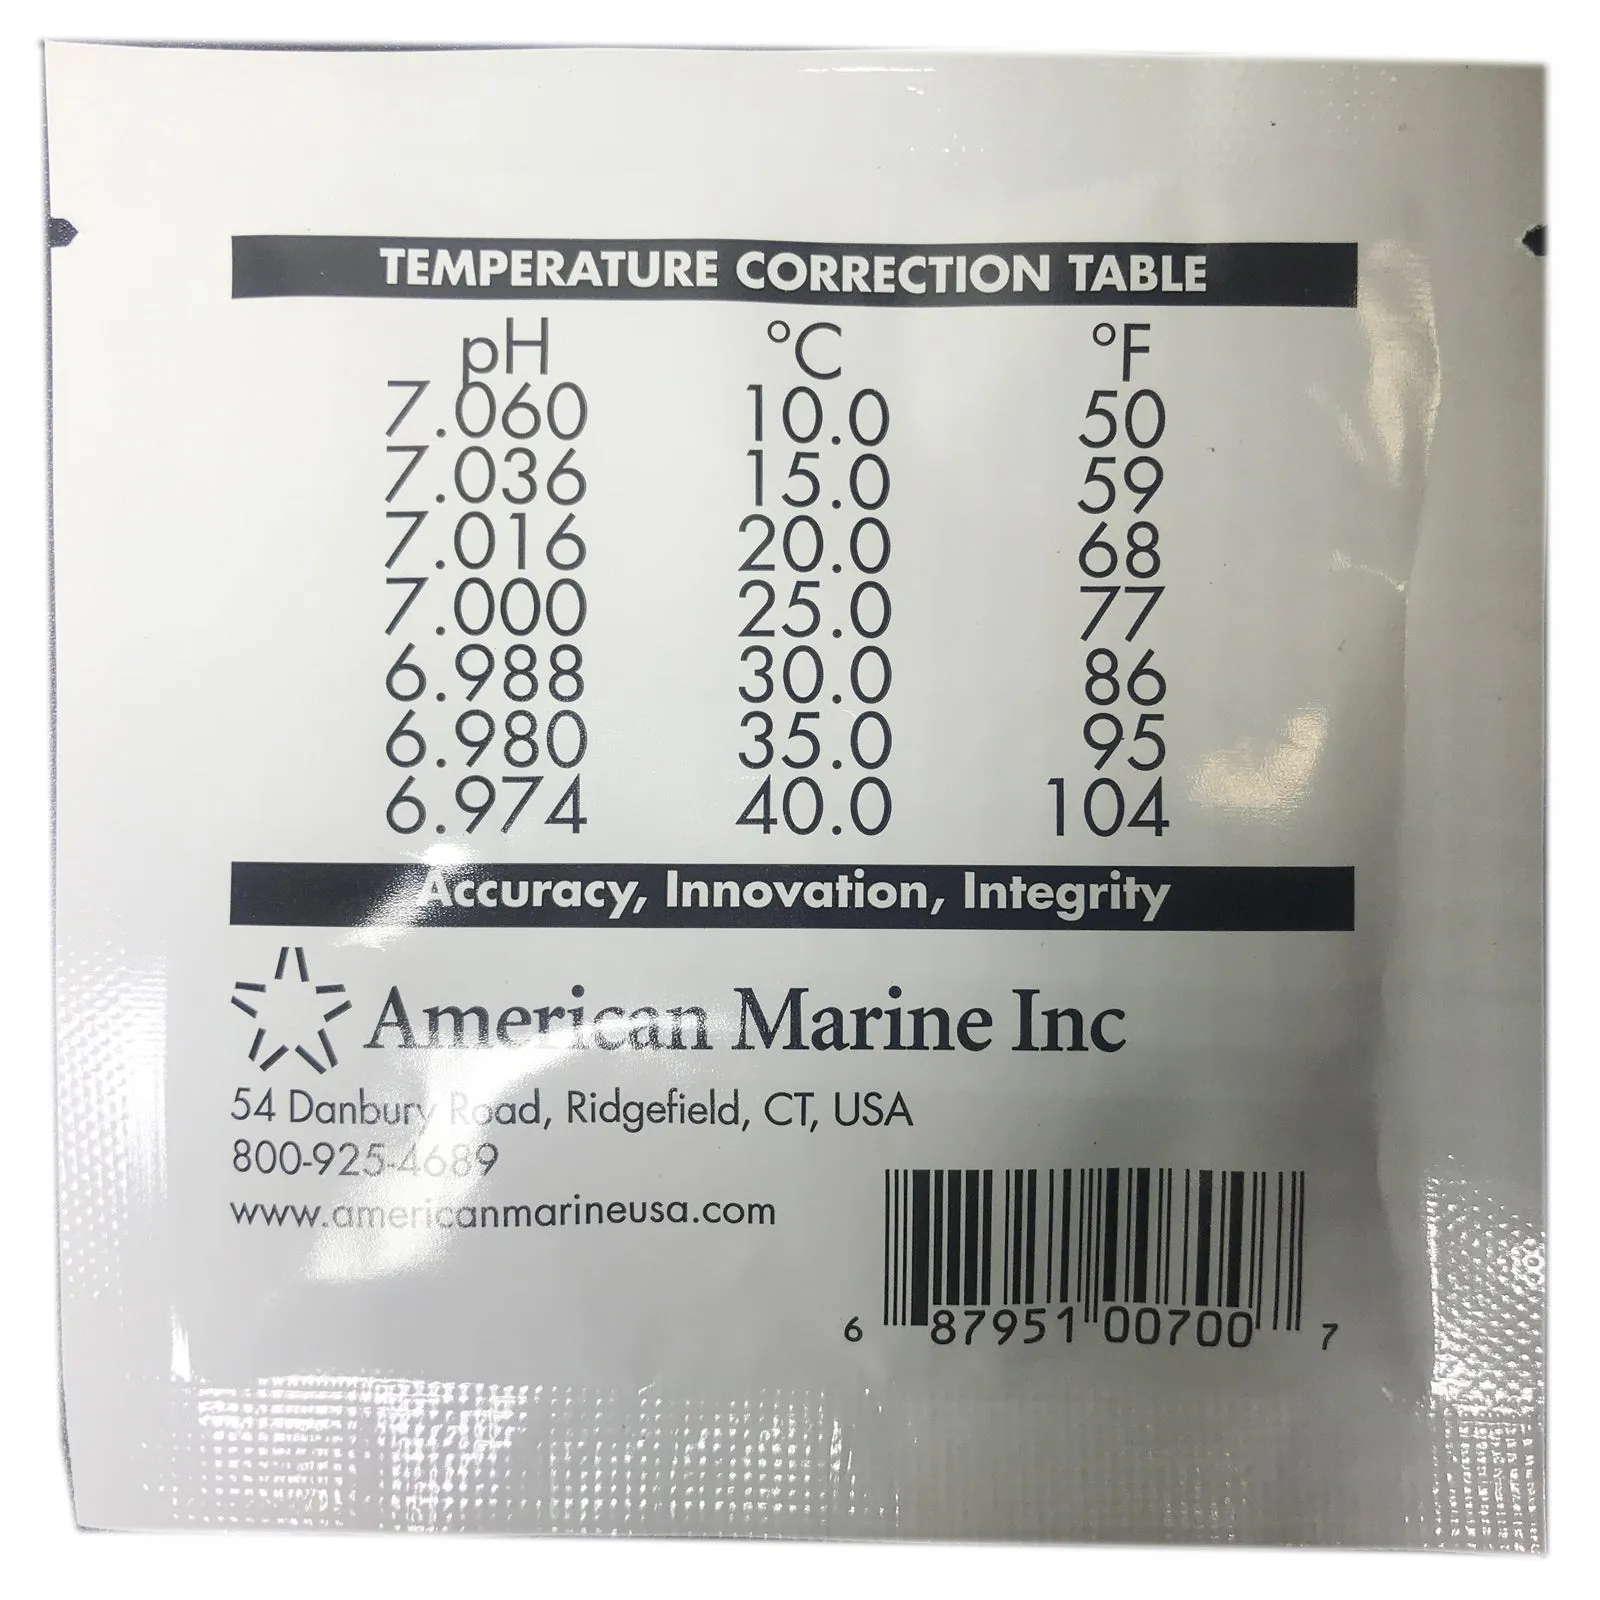 TEMPERATURE CORRECTION TABLE
pH °C °F
7.060 10.0 50
7.036 15.0 59
7.016 20.0 68
7.000 25.0 77
6.988 30.0 86
6.980 35.0 95
6.974 40.0 104
Accuracy, Innovation, Integrity
American Marine Inc
54 Danbury Road, Ridgefield, CT, USA
800-925-4689
www.americanmarineusa.com
6 87951 00700 7